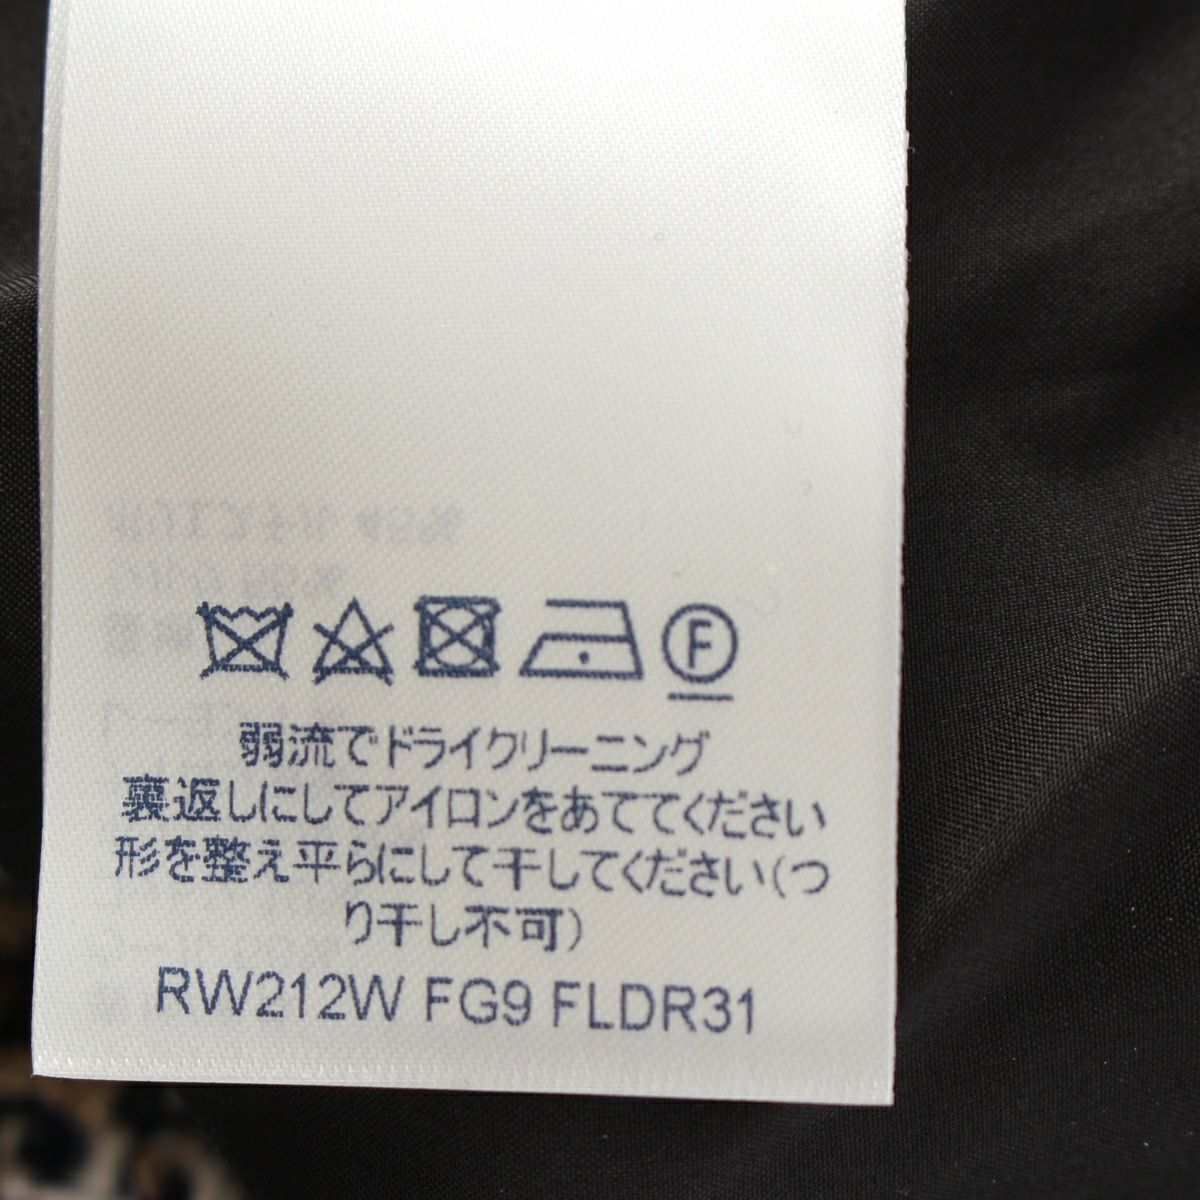 F
弱流でドライクリーニング
裏返しにしてアイロンをあててください
形を整え平らにして干してください(つ
り干し不可)
RW212W FG9 FLDR31